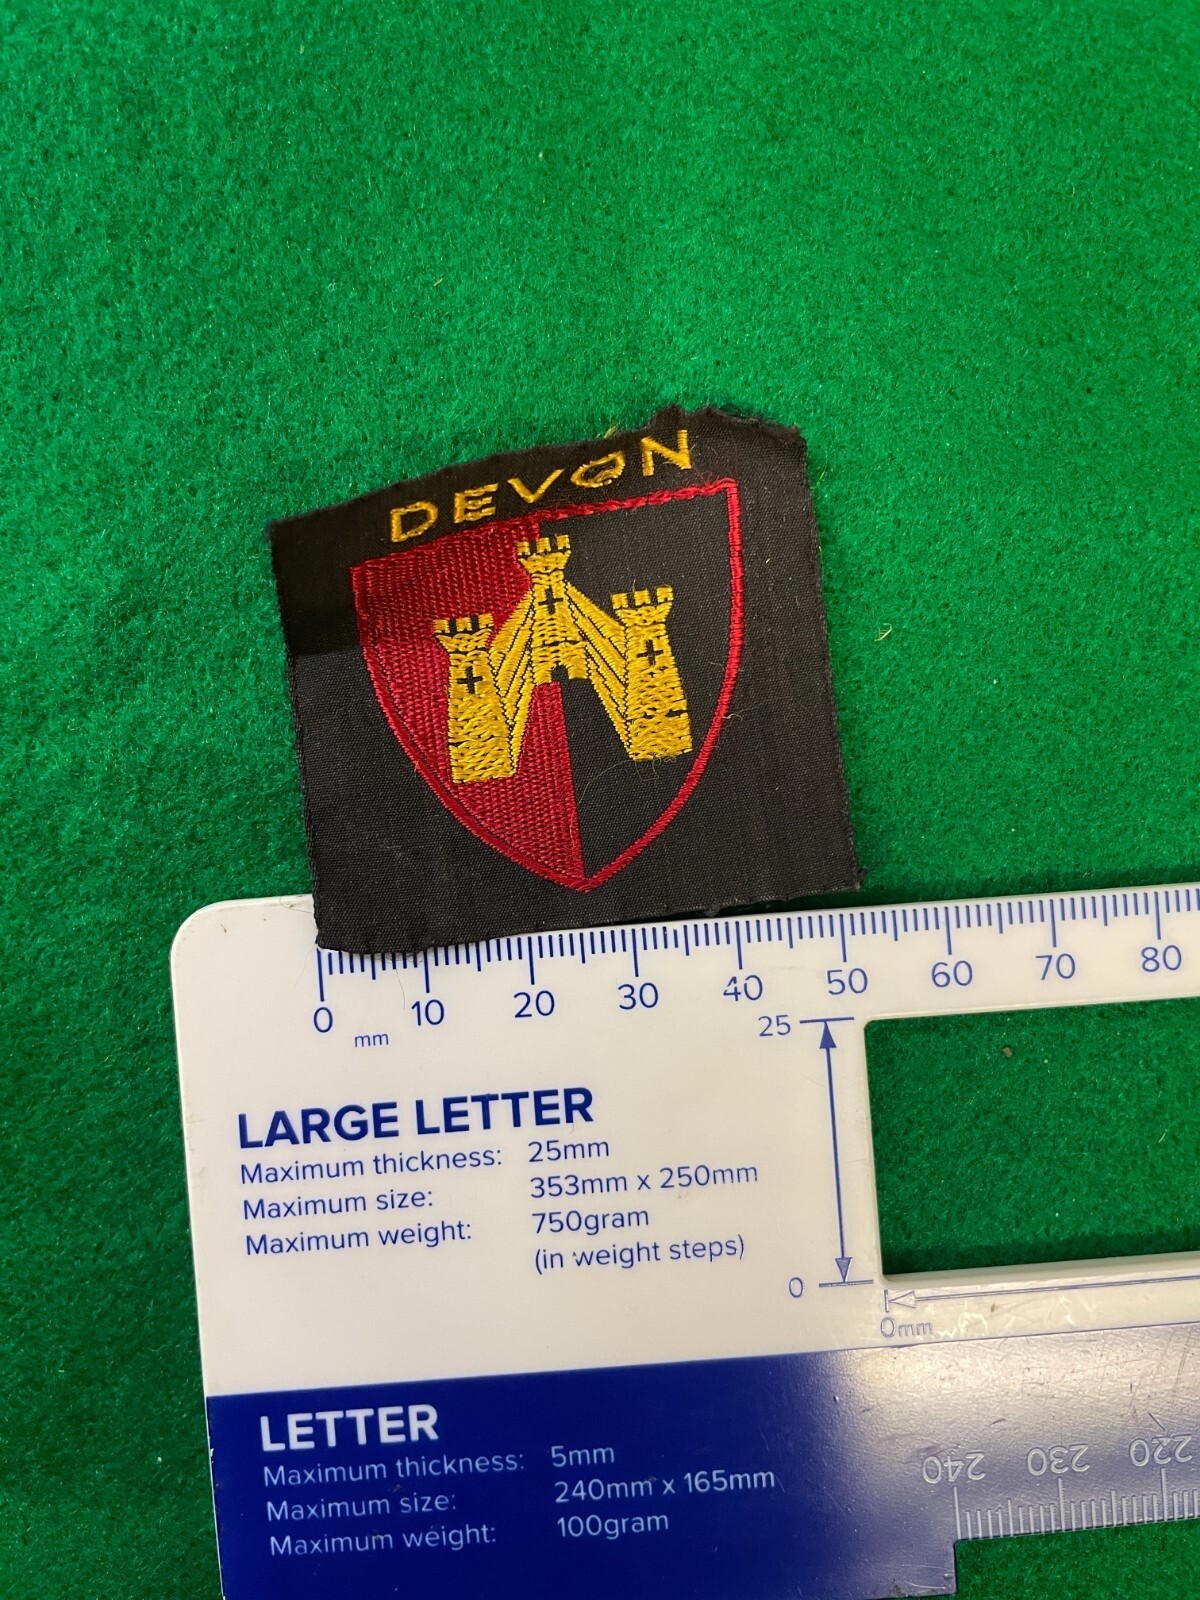 DEVON
0 10 20 30 40 50 60 70 80
mm
25
LARGE LETTER
Maximum thickness: 25mm
Maximum size: 353mm x 250mm
Maximum weight: 750gram
(in weight steps)
0
0mm
LETTER
Maximum thickness: 5mm
Maximum size: 240mm x 165mm
Maximum weight: 100gram
240 230 220